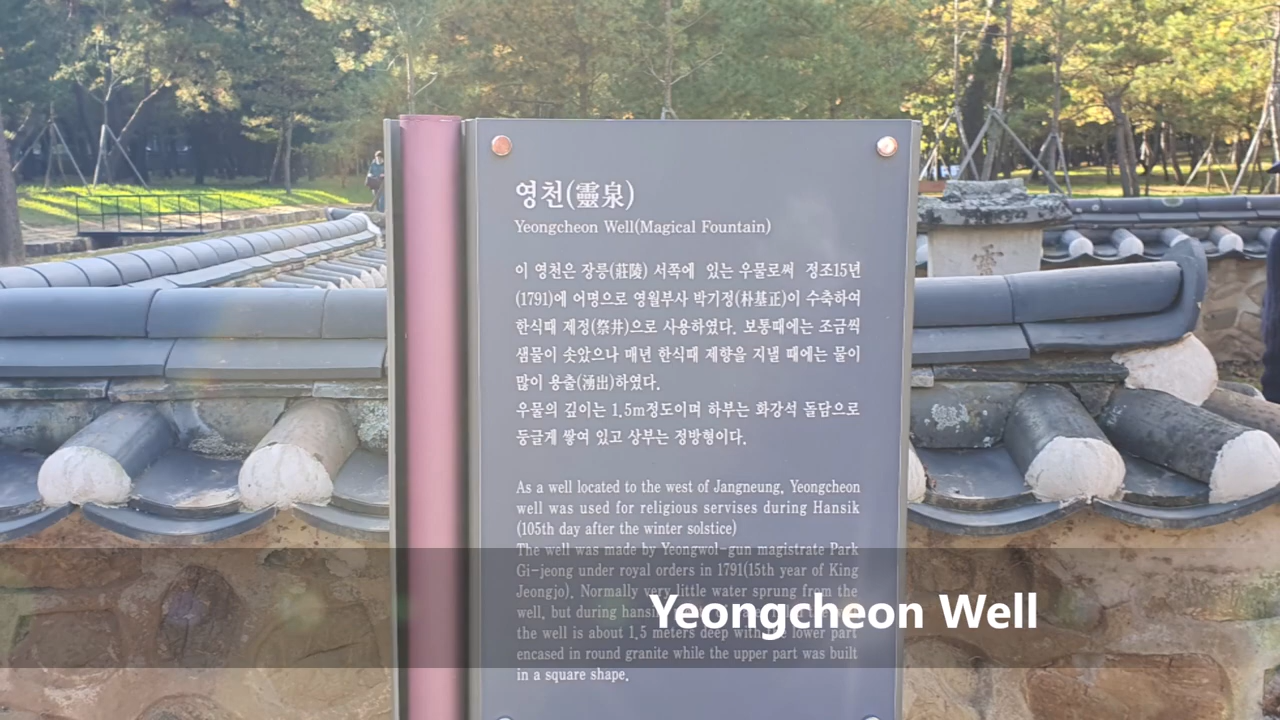 영천(靈泉)
Yeongcheon Well(Magical Fountain)
이 영천은 장릉(莊陵) 서쪽에 있는 우물로써 정조15년
(1791)에 어명으로 영월부사 박기정(朴基正)이 수축하여
한식때 제정(祭井)으로 사용하였다. 보통때에는 조금씩
샘물이 솟았으나 매년 한식때 제향을 지낼 때에는 물이
많이 용출(涌出)하였다.
우물의 깊이는 1.5m정도이며 하부는 화강석 돌담으로
둥글게 쌓여 있고 상부는 정방형이다.
As a well located to the west of Jangneung, Yeongcheon
well was used for religious servises during Hansik
(105th day after the winter solstice)
The well was made by Yeongwol-gun magistrate Park
Gi-jeong under royal orders in 1791(15th year of King
Jeongjo). Normally very little water sprung from the
well, but during hansik
the well is about 1.5 meters deep with the lower part
encased in round granite while the upper part was built
in a square shape.
Yeongcheon Well